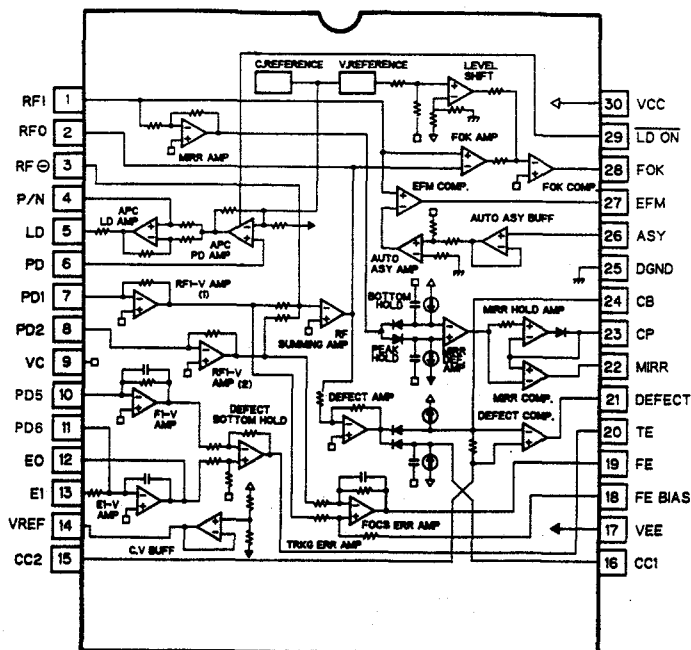 C.REFERENCE
V.REFERENCE
LEVEL
SHIFT
RFI 1
RFO 2
RF ⊖ 3
P/N 4
LD 5
PD 6
PD1 7
PD2 8
VC 9
PD5 10
PD6 11
EO 12
EI 13
VREF 14
CC2 15
30 VCC
29 LD ON
28 FOK
27 EFM
26 ASY
25 DGND
24 CB
23 CP
22 MIRR
21 DEFECT
20 TE
19 FE
18 FE BIAS
17 VEE
16 CC1
MIRR AMP
FOK AMP
FOK COMP.
EFM COMP.
APC
LD AMP
APC
PD AMP
AUTO ASY BUFF
AUTO
ASY AMP
RF1-V AMP
(1)
RF
SUMMING AMP
RF1-V
AMP (2)
BOTTOM
HOLD
PEAK
HOLD
MIRR
DEF
AMP
MIRR HOLD AMP
MIRR COMP.
F1-V
AMP
DEFECT
BOTTOM HOLD
DEFECT AMP
DEFECT COMP.
E1-V
AMP
FOCS ERR AMP
C.V BUFF
TRKG ERR AMP